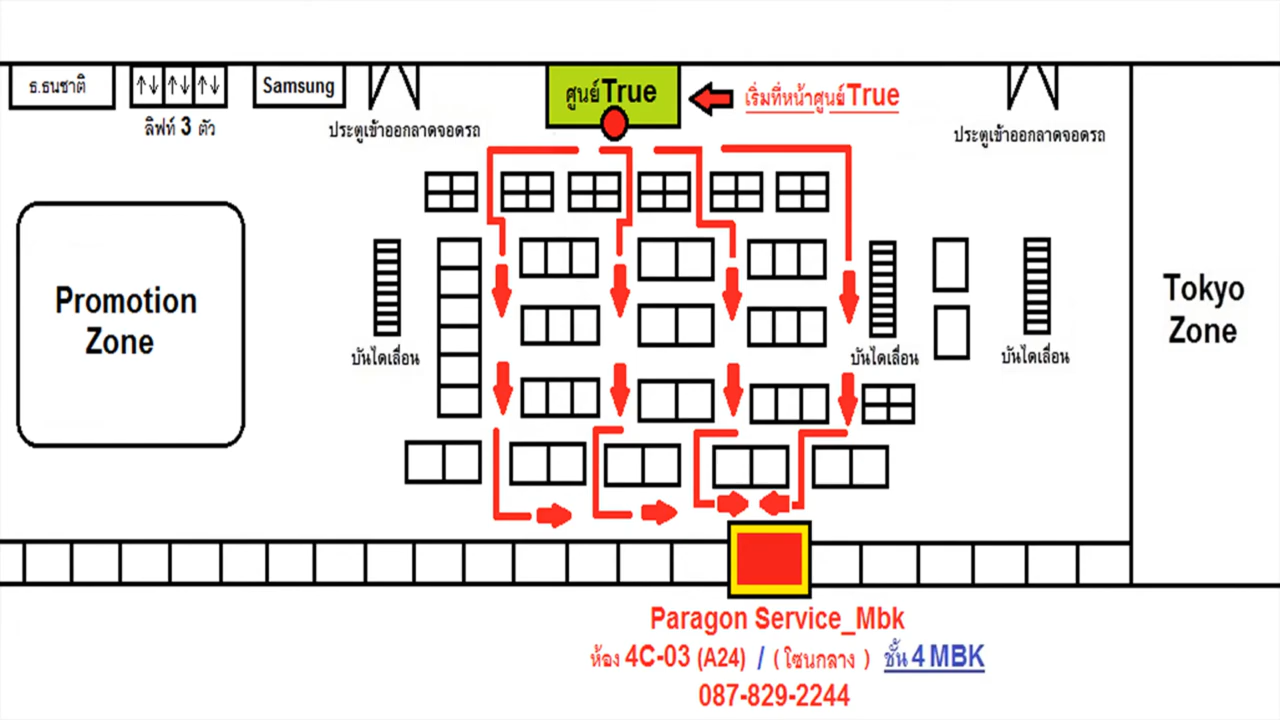 ธ.ธนชาติ
↑↓ ↑↓ ↑↓
ลิฟท์ 3 ตัว
Samsung
ประตูเข้าออกลาดจอดรถ
ศูนย์ True
เริ่มที่หน้าศูนย์ True
ประตูเข้าออกลาดจอดรถ
Promotion
Zone
บันไดเลื่อน
บันไดเลื่อน
บันไดเลื่อน
Tokyo
Zone
Paragon Service_Mbk
ห้อง 4C-03 (A24) / ( โซนกลาง ) ชั้น 4 MBK
087-829-2244